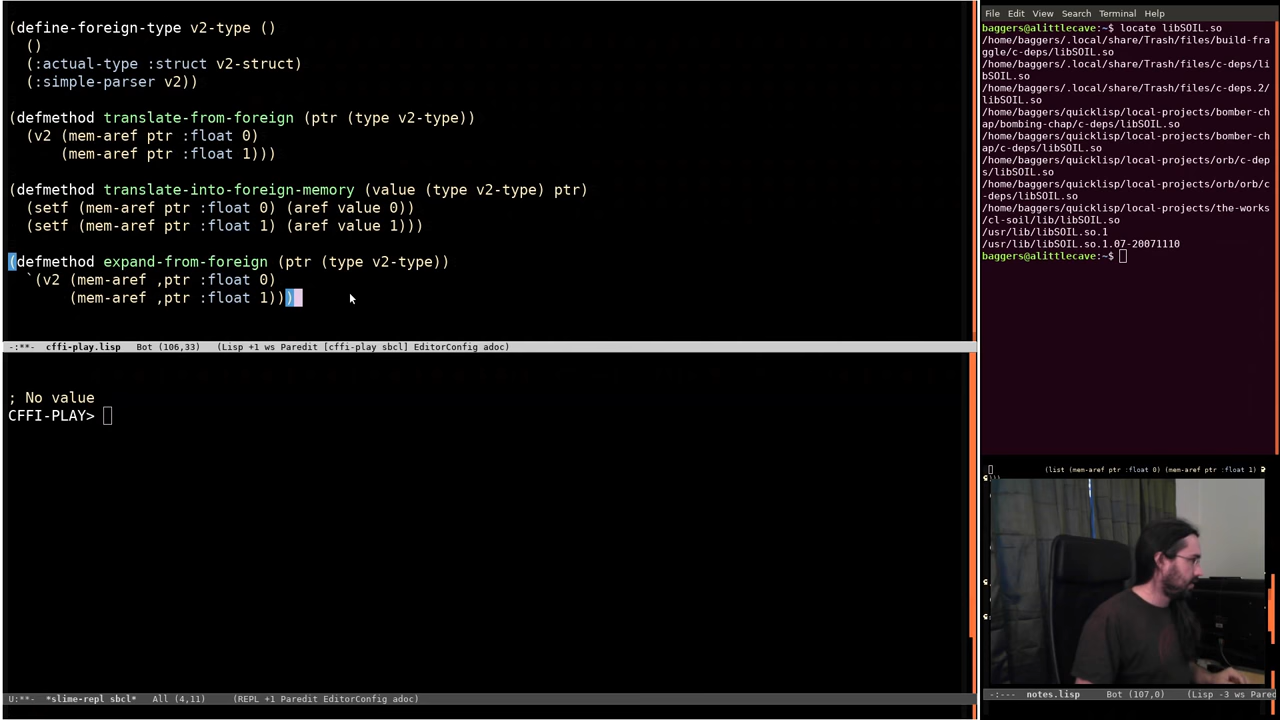 (define-foreign-type v2-type ()
()
(:actual-type :struct v2-struct)
(:simple-parser v2))
(defmethod translate-from-foreign (ptr (type v2-type))
(v2 (mem-aref ptr :float 0)
(mem-aref ptr :float 1)))
(defmethod translate-into-foreign-memory (value (type v2-type) ptr)
(setf (mem-aref ptr :float 0) (aref value 0))
(setf (mem-aref ptr :float 1) (aref value 1)))
(defmethod expand-from-foreign (ptr (type v2-type))
`(v2 (mem-aref ,ptr :float 0)
(mem-aref ,ptr :float 1)))
-:**- cffi-play.lisp Bot (106,33) (Lisp +1 ws Paredit [cffi-play sbcl] EditorConfig adoc)
; No value
CFFI-PLAY>
U:**- *slime-repl sbcl* All (4,11) (REPL +1 Paredit EditorConfig adoc)
File Edit View Search Terminal Help
baggers@alittlecave:~$ locate libSOIL.so
/home/baggers/.local/share/Trash/files/build-fra
ggle/c-deps/libSOIL.so
/home/baggers/.local/share/Trash/files/c-deps/li
bSOIL.so
/home/baggers/.local/share/Trash/files/c-deps.2/
libSOIL.so
/home/baggers/quicklisp/local-projects/bomber-ch
ap/bombing-chap/c-deps/libSOIL.so
/home/baggers/quicklisp/local-projects/bomber-ch
ap/c-deps/libSOIL.so
/home/baggers/quicklisp/local-projects/orb/c-dep
s/libSOIL.so
/home/baggers/quicklisp/local-projects/orb/orb/c
-deps/libSOIL.so
/home/baggers/quicklisp/local-projects/the-works
/cl-soil/lib/libSOIL.so
/usr/lib/libSOIL.so.1
/usr/lib/libSOIL.so.1.07-20071110
baggers@alittlecave:~$
(list (mem-aref ptr :float 0) (mem-aref ptr :float 1)
-:--- notes.lisp Bot (107,0) (Lisp -3 ws Pared